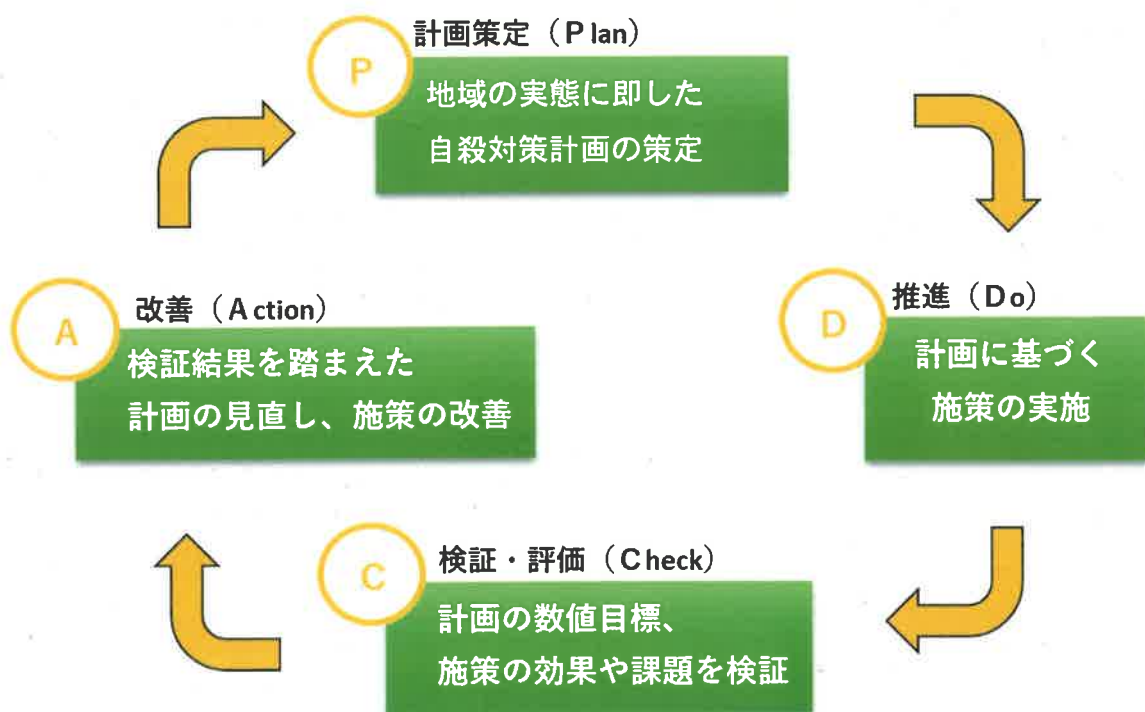 計画策定（Plan）
P
地域の実態に即した
自殺対策計画の策定
推進（Do）
D
計画に基づく
施策の実施
検証・評価（Check）
C
計画の数値目標、
施策の効果や課題を検証
改善（Action）
A
検証結果を踏まえた
計画の見直し、施策の改善